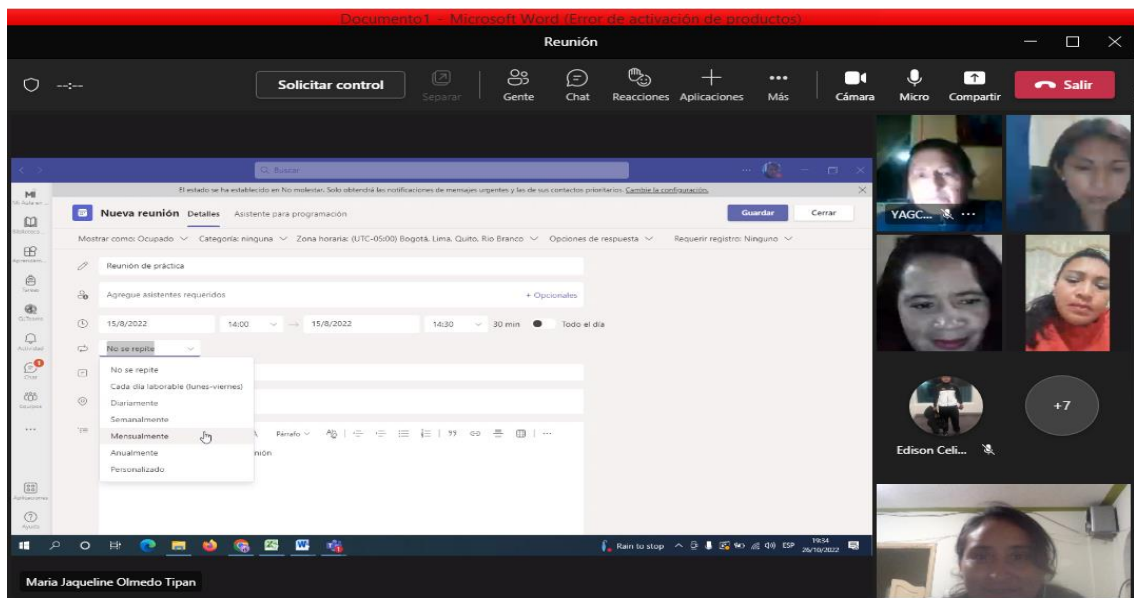 Documento1 - Microsoft Word (Error de activación de productos)
Reunión
--:--
Solicitar control
Separar
Gente
Chat
Reacciones
Aplicaciones
Más
Cámara
Micro
Compartir
Salir
Buscar
El estado se ha establecido en No molestar. Solo obtendrá las notificaciones de mensajes urgentes y las de sus contactos prioritarios. Cambie la configuración.
Nueva reunión Detalles Asistente para programación
Guardar
Cerrar
Mostrar como: Ocupado Categoría: ninguna Zona horaria: (UTC-05:00) Bogotá, Lima, Quito, Rio Branco Opciones de respuesta Requerir registro: Ninguno
Reunión de práctica
Agregue asistentes requeridos
+ Opcionales
15/8/2022 14:00 → 15/8/2022 14:30 30 min Todo el día
No se repite
No se repite
Cada día laborable (lunes-viernes)
Diariamente
Semanalmente
Mensualmente
Anualmente
Personalizado
Párrafo
nión
Tareas
Actividad
Chat
Equipos
Ayuda
Rain to stop
ESP
19:34
26/10/2022
YAGC...
Edison Celi...
+7
Maria Jaqueline Olmedo Tipan